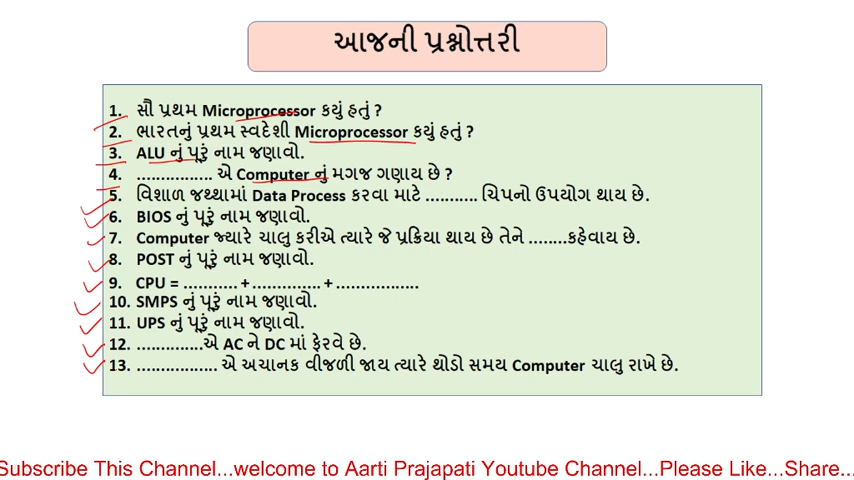 આજની પ્રશ્નોત્તરી
1. સૌ પ્રથમ Microprocessor કયું હતું ?
2. ભારતનું પ્રથમ સ્વદેશી Microprocessor કયું હતું ?
3. ALU નું પૂરું નામ જણાવો.
4. ................ એ Computer નું મગજ ગણાય છે ?
5. વિશાળ જથ્થામાં Data Process કરવા માટે ........... ચિપનો ઉપયોગ થાય છે.
6. BIOS નું પૂરું નામ જણાવો.
7. Computer જ્યારે ચાલુ કરીએ ત્યારે જે પ્રક્રિયા થાય છે તેને ........કહેવાય છે.
8. POST નું પૂરું નામ જણાવો.
9. CPU = ........... + .............. + .................
10. SMPS નું પૂરું નામ જણાવો.
11. UPS નું પૂરું નામ જણાવો.
12. ..............એ AC ને DC માં ફેરવે છે.
13. ................. એ અચાનક વીજળી જાય ત્યારે થોડો સમય Computer ચાલુ રાખે છે.
Subscribe This Channel...welcome to Aarti Prajapati Youtube Channel...Please Like...Share...